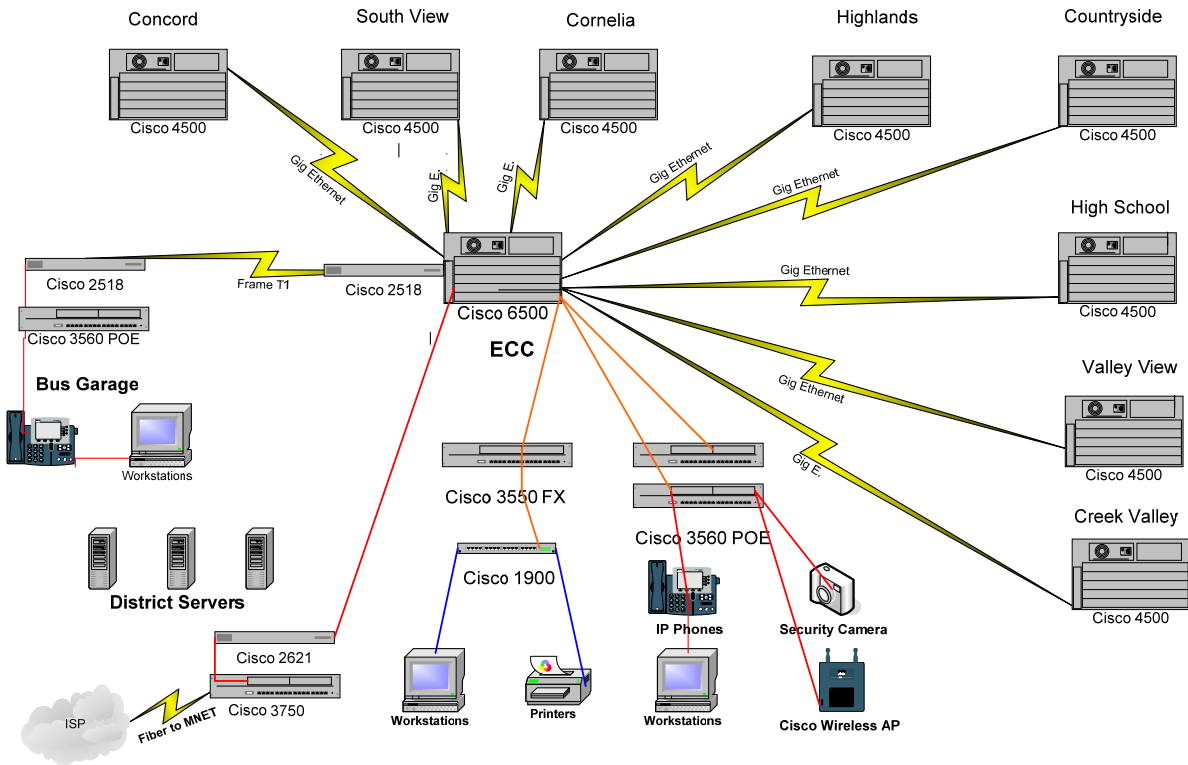 Concord
South View
Cornelia
Highlands
Countryside
Cisco 4500
Cisco 4500
Cisco 4500
Cisco 4500
Cisco 4500
Gig Ethernet
Gig E.
Gig E.
Gig Ethernet
Gig Ethernet
High School
Cisco 2518
Frame T1
Cisco 2518
Cisco 6500
Gig Ethernet
Cisco 4500
Cisco 3560 POE
ECC
Bus Garage
Valley View
Gig Ethernet
Workstations
Cisco 4500
Gig E.
Cisco 3550 FX
Creek Valley
Cisco 3560 POE
Cisco 1900
District Servers
Cisco 4500
IP Phones
Security Camera
Cisco 2621
Cisco 3750
ISP
Fiber to MNET
Workstations
Printers
Workstations
Cisco Wireless AP